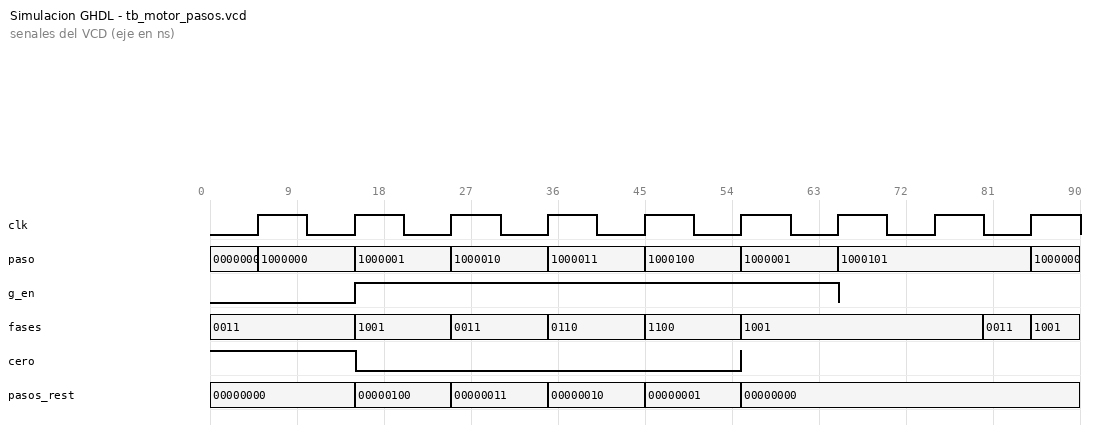 Simulacion GHDL - tb_motor_pasos.vcd
senales del VCD (eje en ns)
0 9 18 27 36 45 54 63 72 81 90
clk
paso 0000000 1000000 1000001 1000010 1000011 1000100 1000001 1000101 1000000
g_en
fases 0011 1001 0011 0110 1100 1001 0011 1001
cero
pasos_rest 00000000 00000100 00000011 00000010 00000001 00000000